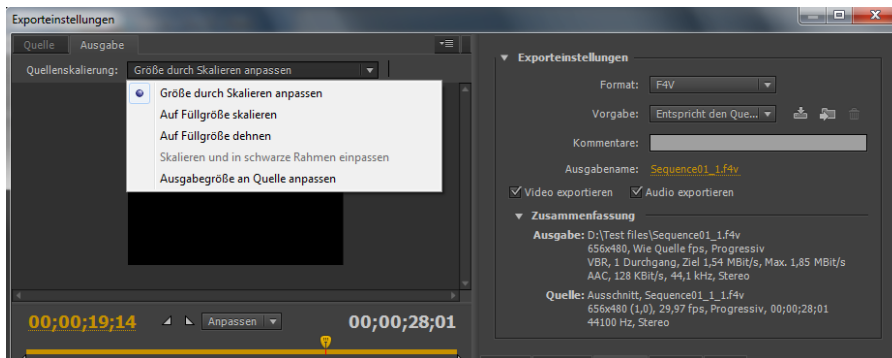 Exporteinstellungen
Quelle Ausgabe
Quellenskalierung: Größe durch Skalieren anpassen
Größe durch Skalieren anpassen
Auf Füllgröße skalieren
Auf Füllgröße dehnen
Skalieren und in schwarze Rahmen einpassen
Ausgabegröße an Quelle anpassen
00;00;19;14 Anpassen 00;00;28;01
Exporteinstellungen
Format: F4V
Vorgabe: Entspricht den Que...
Kommentare:
Ausgabename: Sequence01_1.f4v
Video exportieren Audio exportieren
Zusammenfassung
Ausgabe: D:\Test files\Sequence01_1.f4v
656x480, Wie Quelle fps, Progressiv
VBR, 1 Durchgang, Ziel 1,54 MBit/s, Max. 1,85 MBit/s
AAC, 128 KBit/s, 44,1 kHz, Stereo
Quelle: Ausschnitt, Sequence01_1_1.f4v
656x480 (1,0), 29,97 fps, Progressiv, 00;00;28;01
44100 Hz, Stereo